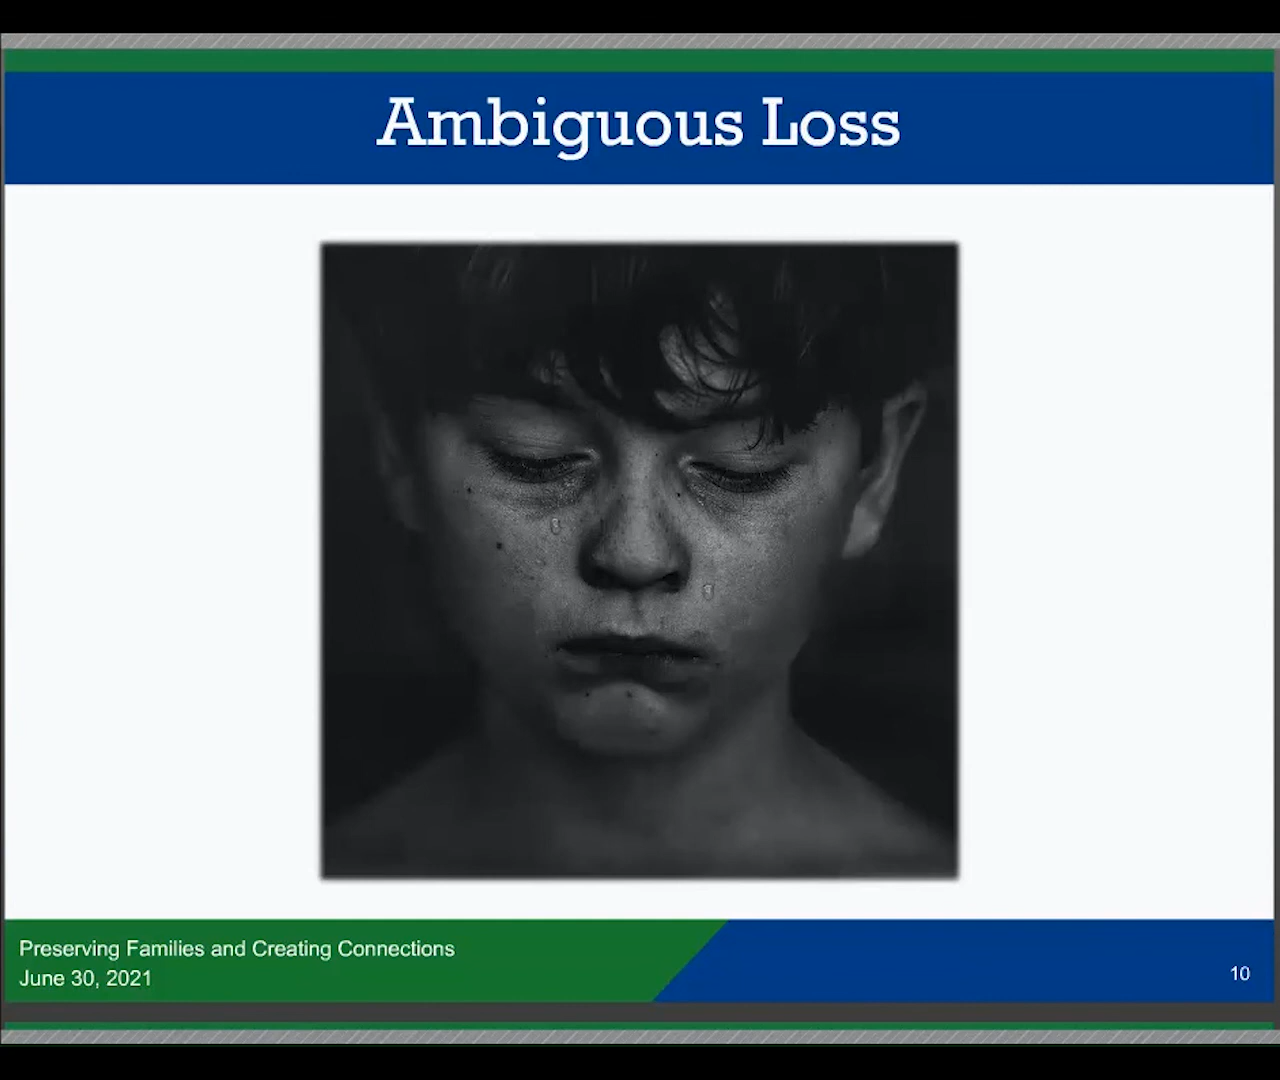 Ambiguous Loss
Preserving Families and Creating Connections
June 30, 2021
10